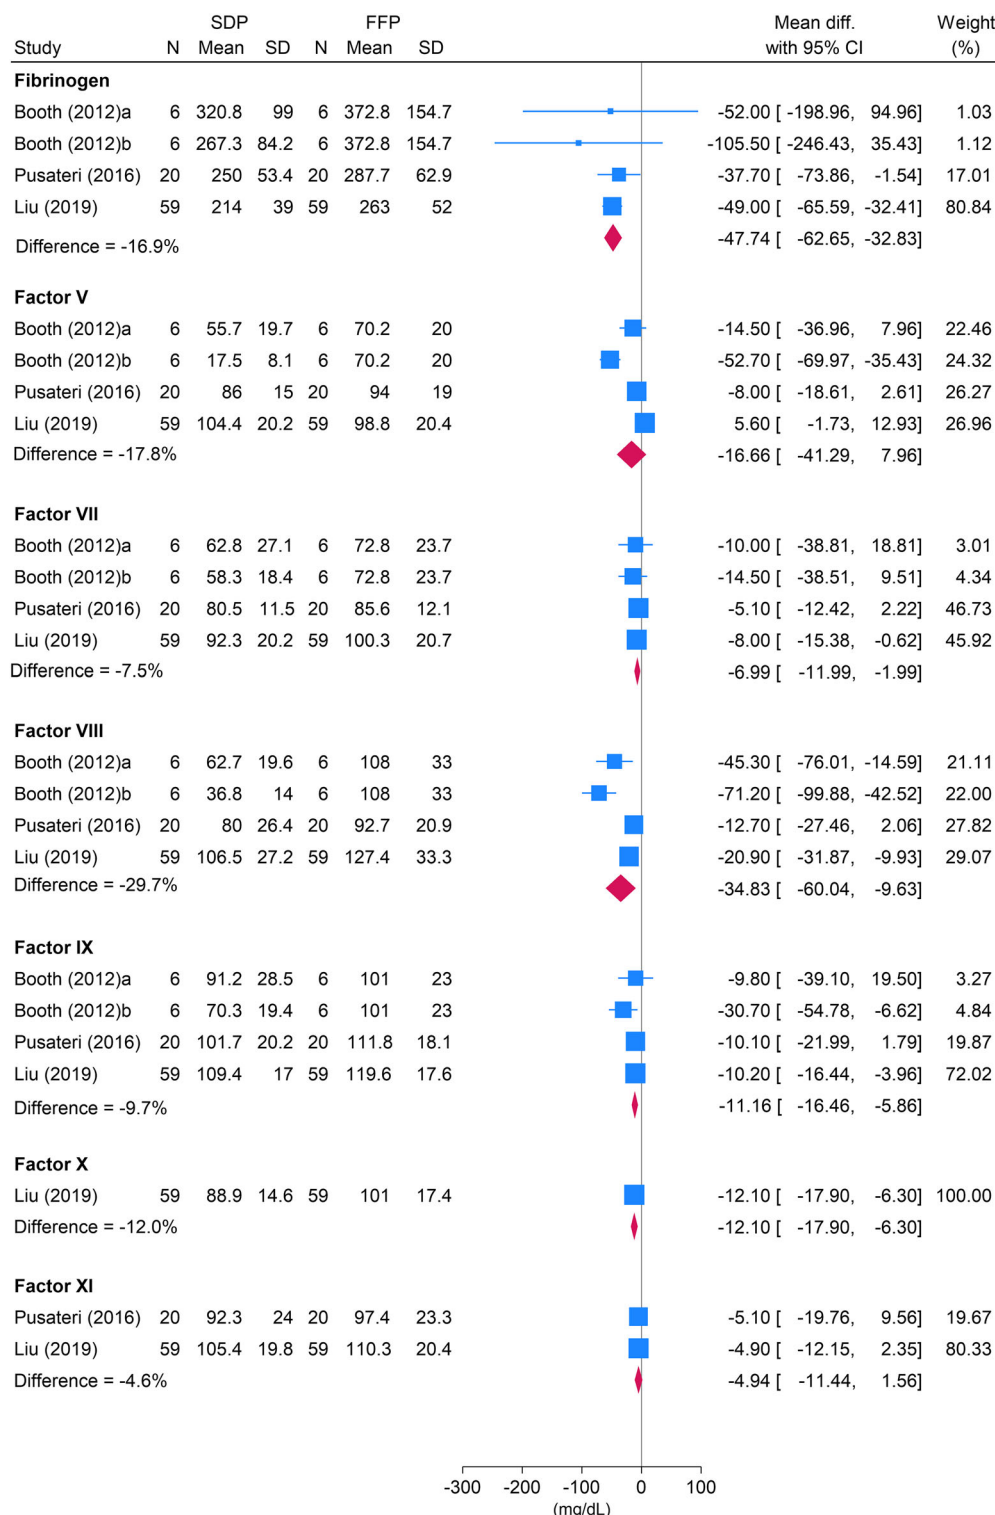 SDP FFP Mean diff. Weight
Study N Mean SD N Mean SD with 95% CI (%)
Fibrinogen
Booth (2012)a 6 320.8 99 6 372.8 154.7 -52.00 [ -198.96, 94.96] 1.03
Booth (2012)b 6 267.3 84.2 6 372.8 154.7 -105.50 [ -246.43, 35.43] 1.12
Pusateri (2016) 20 250 53.4 20 287.7 62.9 -37.70 [ -73.86, -1.54] 17.01
Liu (2019) 59 214 39 59 263 52 -49.00 [ -65.59, -32.41] 80.84
Difference = -16.9% -47.74 [ -62.65, -32.83]
Factor V
Booth (2012)a 6 55.7 19.7 6 70.2 20 -14.50 [ -36.96, 7.96] 22.46
Booth (2012)b 6 17.5 8.1 6 70.2 20 -52.70 [ -69.97, -35.43] 24.32
Pusateri (2016) 20 86 15 20 94 19 -8.00 [ -18.61, 2.61] 26.27
Liu (2019) 59 104.4 20.2 59 98.8 20.4 5.60 [ -1.73, 12.93] 26.96
Difference = -17.8% -16.66 [ -41.29, 7.96]
Factor VII
Booth (2012)a 6 62.8 27.1 6 72.8 23.7 -10.00 [ -38.81, 18.81] 3.01
Booth (2012)b 6 58.3 18.4 6 72.8 23.7 -14.50 [ -38.51, 9.51] 4.34
Pusateri (2016) 20 80.5 11.5 20 85.6 12.1 -5.10 [ -12.42, 2.22] 46.73
Liu (2019) 59 92.3 20.2 59 100.3 20.7 -8.00 [ -15.38, -0.62] 45.92
Difference = -7.5% -6.99 [ -11.99, -1.99]
Factor VIII
Booth (2012)a 6 62.7 19.6 6 108 33 -45.30 [ -76.01, -14.59] 21.11
Booth (2012)b 6 36.8 14 6 108 33 -71.20 [ -99.88, -42.52] 22.00
Pusateri (2016) 20 80 26.4 20 92.7 20.9 -12.70 [ -27.46, 2.06] 27.82
Liu (2019) 59 106.5 27.2 59 127.4 33.3 -20.90 [ -31.87, -9.93] 29.07
Difference = -29.7% -34.83 [ -60.04, -9.63]
Factor IX
Booth (2012)a 6 91.2 28.5 6 101 23 -9.80 [ -39.10, 19.50] 3.27
Booth (2012)b 6 70.3 19.4 6 101 23 -30.70 [ -54.78, -6.62] 4.84
Pusateri (2016) 20 101.7 20.2 20 111.8 18.1 -10.10 [ -21.99, 1.79] 19.87
Liu (2019) 59 109.4 17 59 119.6 17.6 -10.20 [ -16.44, -3.96] 72.02
Difference = -9.7% -11.16 [ -16.46, -5.86]
Factor X
Liu (2019) 59 88.9 14.6 59 101 17.4 -12.10 [ -17.90, -6.30] 100.00
Difference = -12.0% -12.10 [ -17.90, -6.30]
Factor XI
Pusateri (2016) 20 92.3 24 20 97.4 23.3 -5.10 [ -19.76, 9.56] 19.67
Liu (2019) 59 105.4 19.8 59 110.3 20.4 -4.90 [ -12.15, 2.35] 80.33
Difference = -4.6% -4.94 [ -11.44, 1.56]
-300 -200 -100 0 100
(mg/dL)